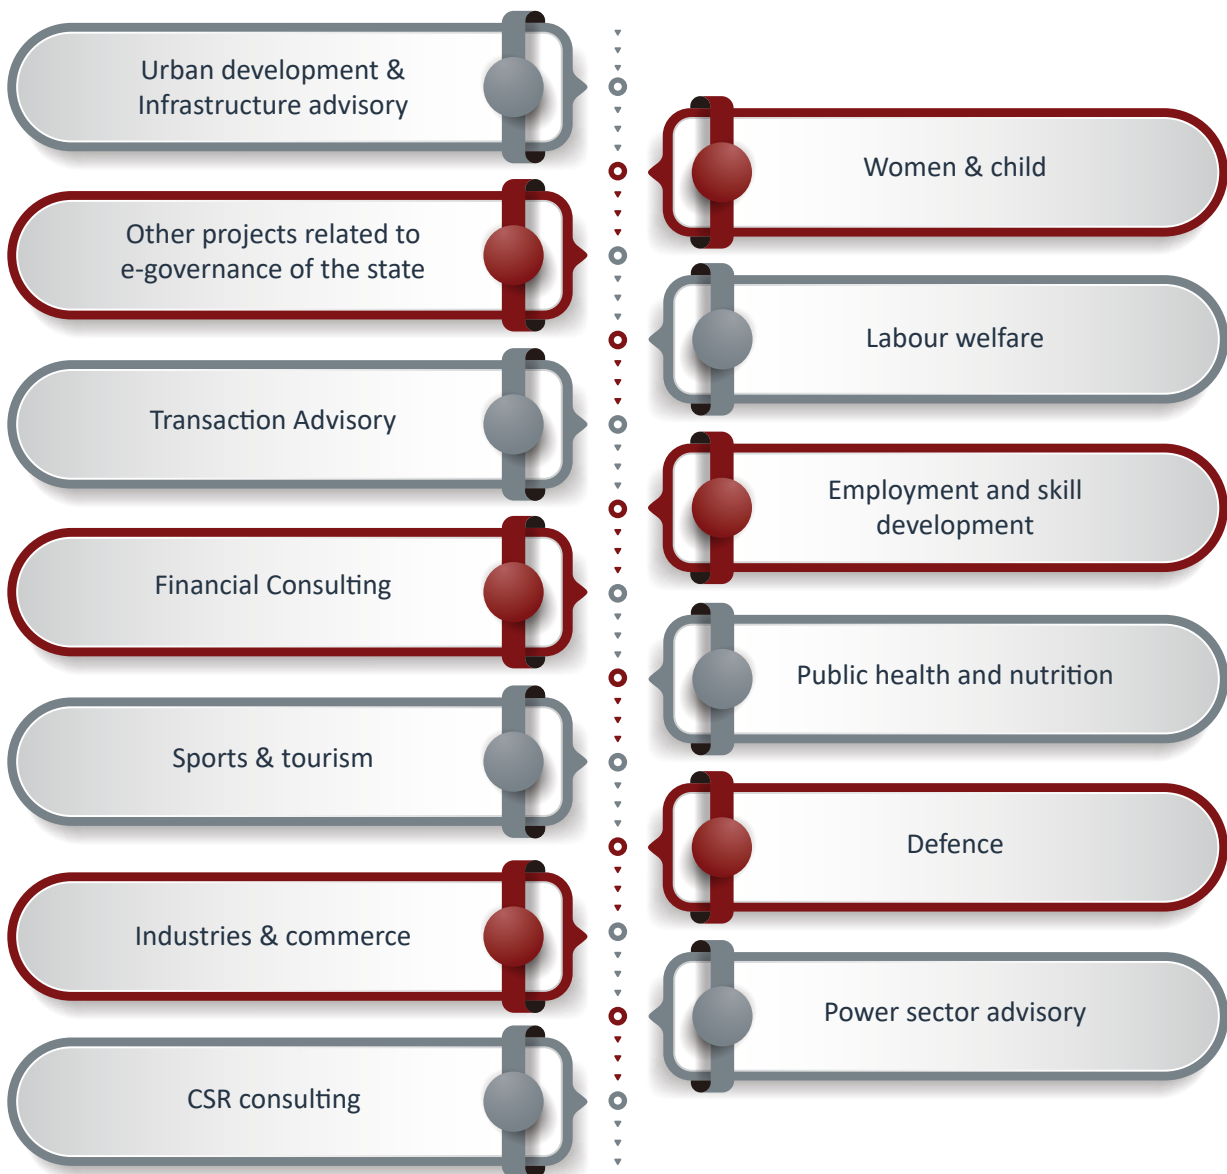 Urban development &
Infrastructure advisory
Women & child
Other projects related to
e-governance of the state
Labour welfare
Transaction Advisory
Employment and skill
development
Financial Consulting
Public health and nutrition
Sports & tourism
Defence
Industries & commerce
Power sector advisory
CSR consulting